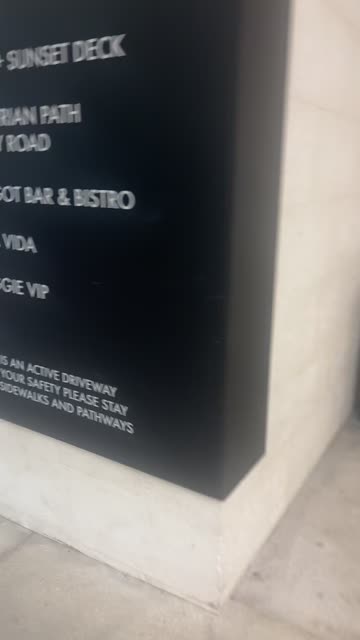 + SUNSET DECK
RIAN PATH
Y ROAD
GOT BAR & BISTRO
VIDA
GIE VIP
IS AN ACTIVE DRIVEWAY
YOUR SAFETY PLEASE STAY
SIDEWALKS AND PATHWAYS